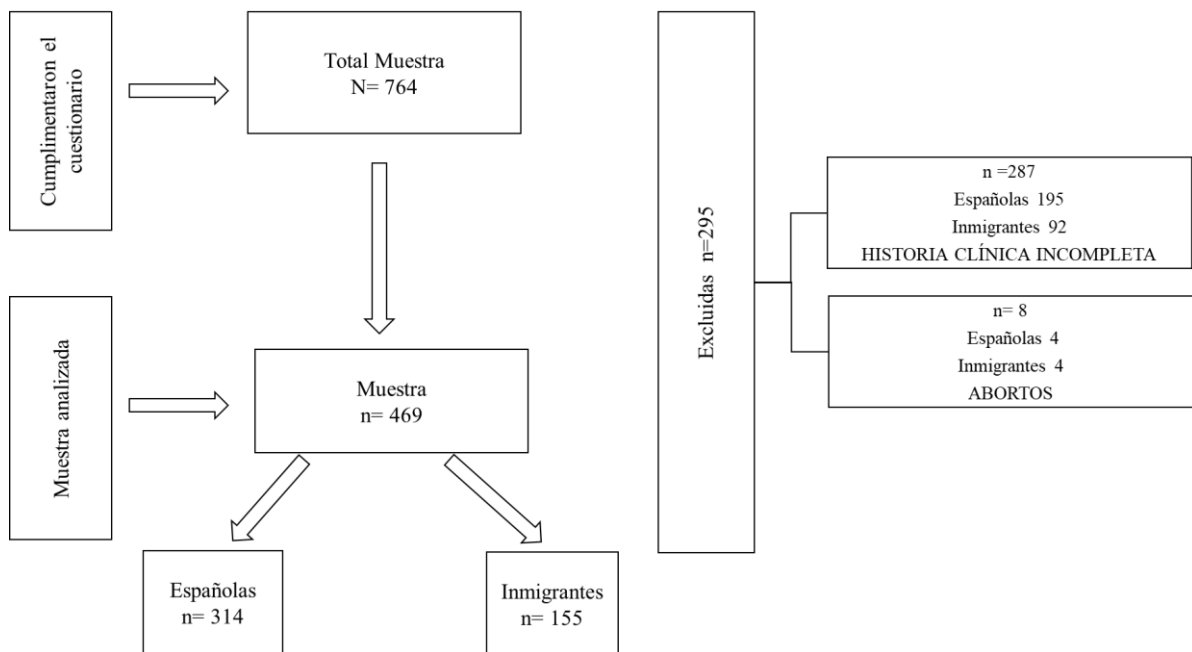 Cumplimentaron el
cuestionario
Total Muestra
N= 764
Muestra analizada
Muestra
n= 469
Españolas
n= 314
Inmigrantes
n= 155
Excluidas n=295
n =287
Españolas 195
Inmigrantes 92
HISTORIA CLÍNICA INCOMPLETA
n= 8
Españolas 4
Inmigrantes 4
ABORTOS